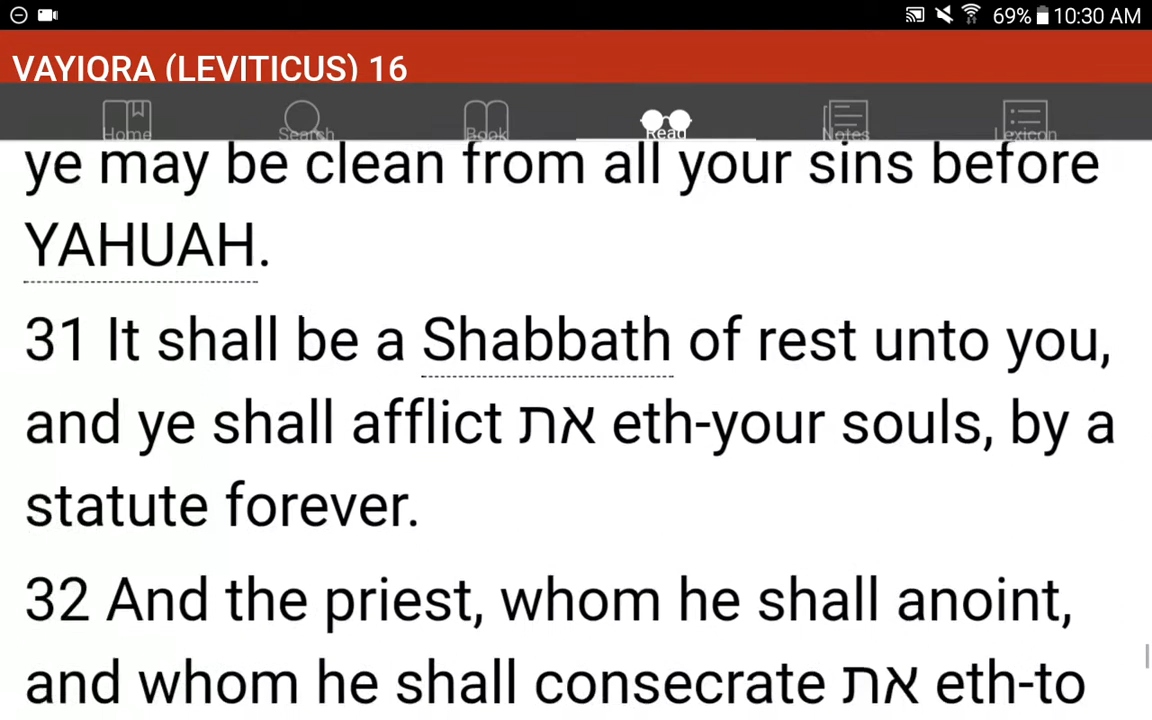 69% 10:30 AM
VAYIQRA (LEVITICUS) 16
Home Search Book Read Notes Lexicon
ye may be clean from all your sins before
YAHUAH.
31 It shall be a Shabbath of rest unto you,
and ye shall afflict את eth-your souls, by a
statute forever.
32 And the priest, whom he shall anoint,
and whom he shall consecrate את eth-to